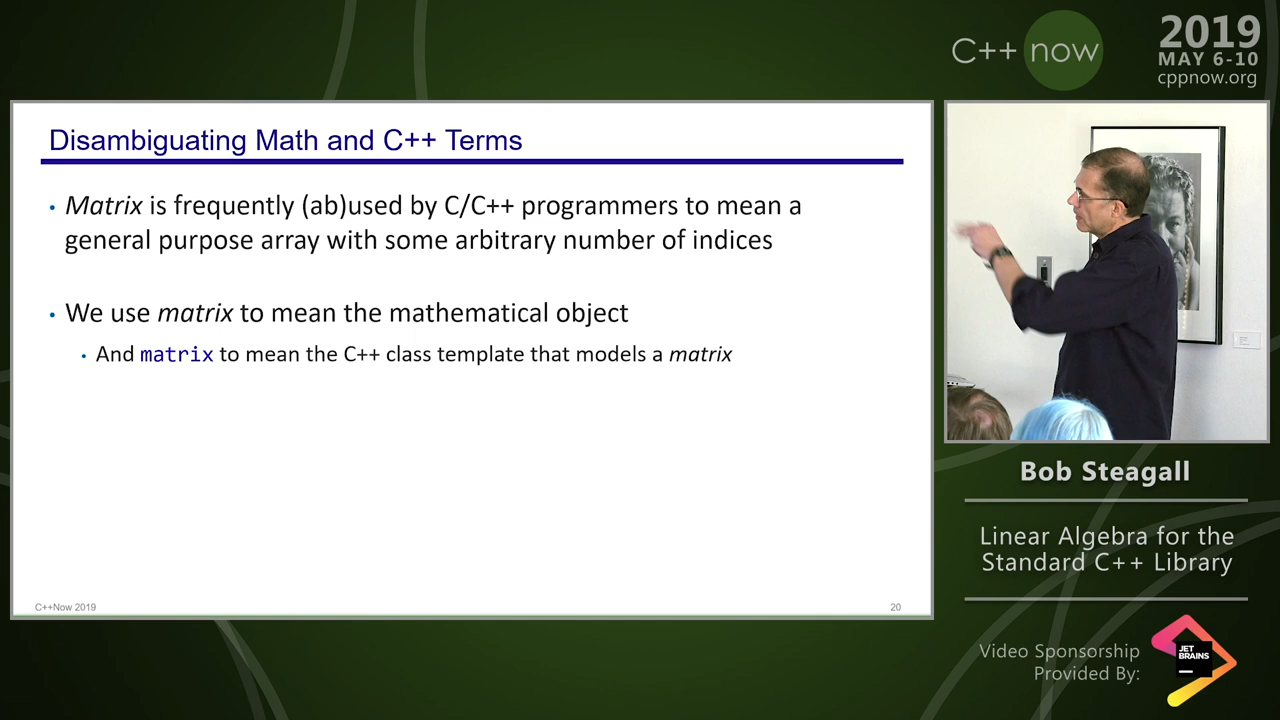 C++ now
2019
MAY 6-10
cppnow.org
Disambiguating Math and C++ Terms
• Matrix is frequently (ab)used by C/C++ programmers to mean a
general purpose array with some arbitrary number of indices
• We use matrix to mean the mathematical object
• And matrix to mean the C++ class template that models a matrix
C++Now 2019
20
Bob Steagall
Linear Algebra for the
Standard C++ Library
Video Sponsorship
Provided By:
JET
BRAINS